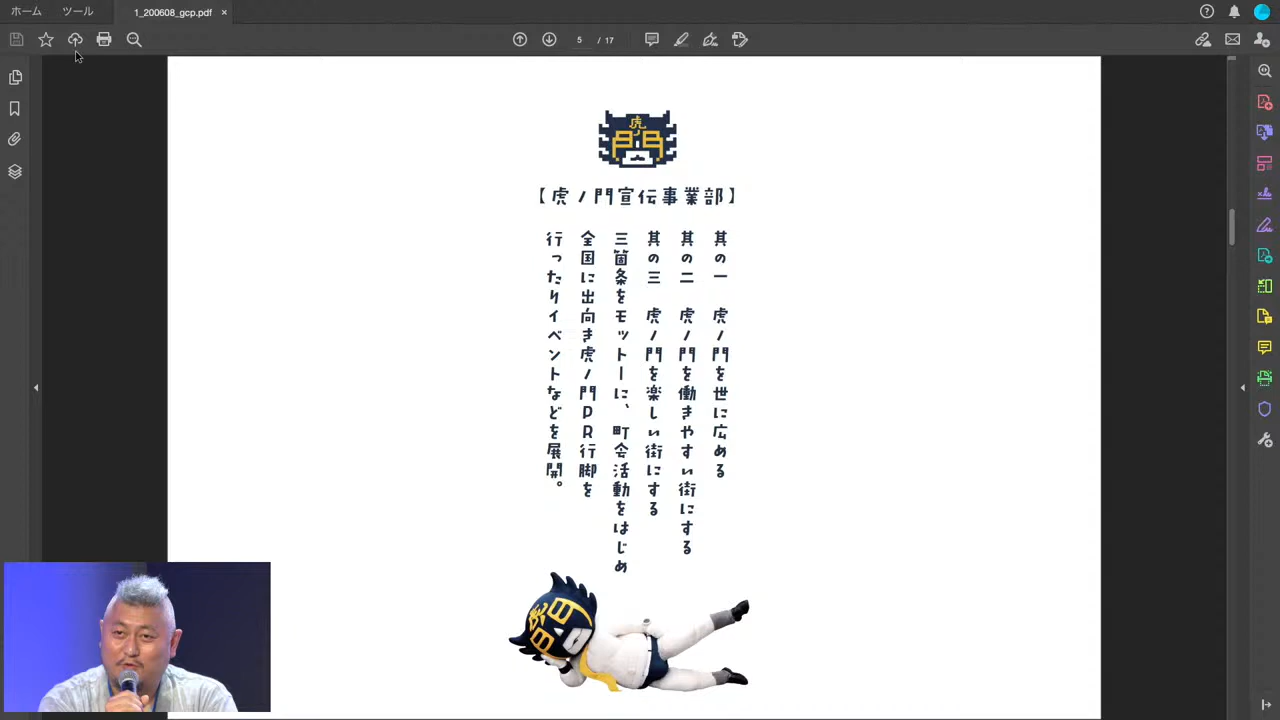 ホーム ツール 1_200608_gcp.pdf ×
5 / 17
虎ノ門
【虎ノ門宣伝事業部】
其の一 虎ノ門を世に広める
其の二 虎ノ門を働きやすい街にする
其の三 虎ノ門を楽しい街にする
三箇条をモットーに、町会活動をはじめ
全国に出向き虎ノ門PR行脚を
行ったりイベントなどを展開。
虎
門